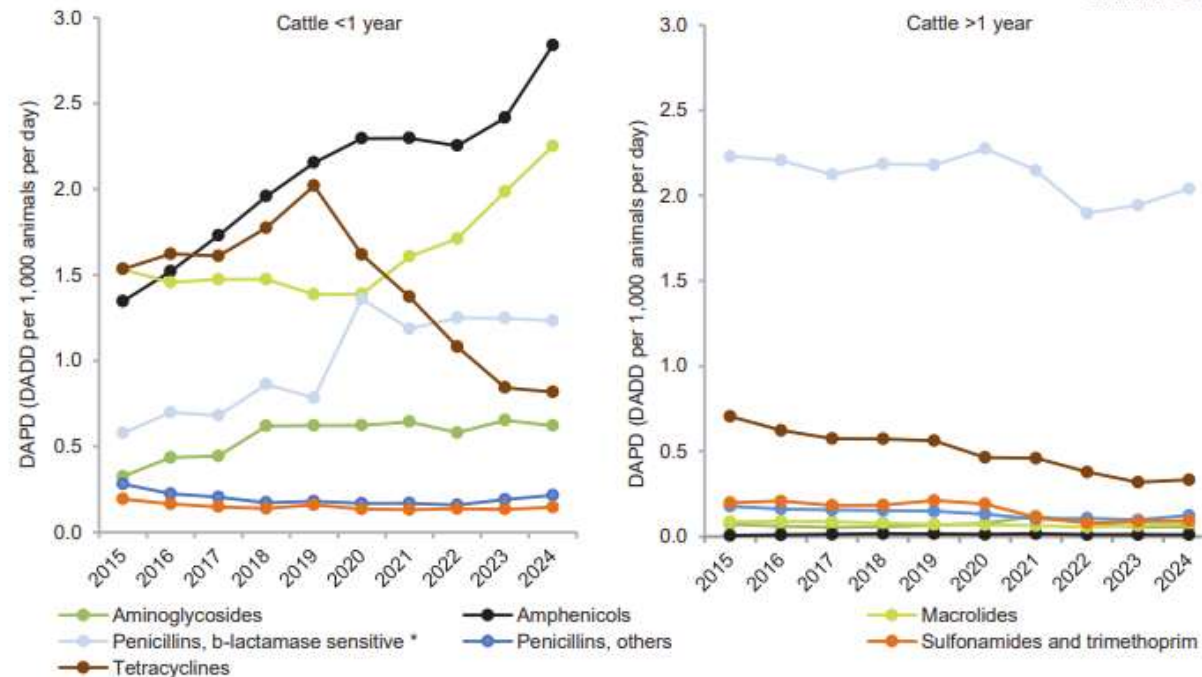 Cattle <1 year
DAPD (DADD per 1,000 animals per day)
3.0
2.5
2.0
1.5
1.0
0.5
0.0
2015 2016 2017 2018 2019 2020 2021 2022 2023 2024
Cattle >1 year
DAPD (DADD per 1,000 animals per day)
3.0
2.5
2.0
1.5
1.0
0.5
0.0
2015 2016 2017 2018 2019 2020 2021 2022 2023 2024
Aminoglycosides Amphenicols Macrolides
Penicillins, b-lactamase sensitive * Penicillins, others Sulfonamides and trimethoprim
Tetracyclines